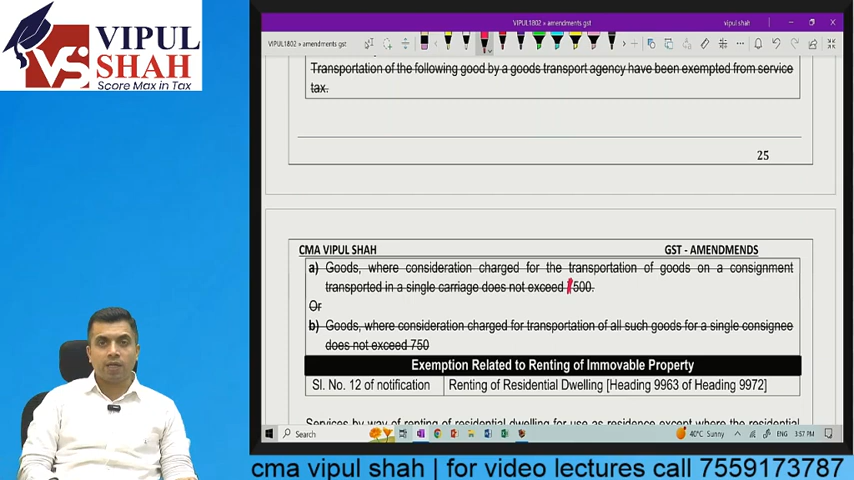 VIPUL
SHAH
VS
Score Max in Tax
VIPUL1802 » amendments gst
vipul shah
VIPUL1802 » amendments gst
Transportation of the following good by a goods transport agency have been exempted from service
tax.
25
CMA VIPUL SHAH
GST - AMENDMENDS
a) Goods, where consideration charged for the transportation of goods on a consignment
transported in a single carriage does not exceed 1500.
Or
b) Goods, where consideration charged for transportation of all such goods for a single consignee
does not exceed 750
Exemption Related to Renting of Immovable Property
Sl. No. 12 of notification
Renting of Residential Dwelling [Heading 9963 of Heading 9972]
Services by way of renting of residential dwelling for use as residence except where the residential
Search
40°C Sunny
ENG
3:57 PM
cma vipul shah | for video lectures call 7559173787